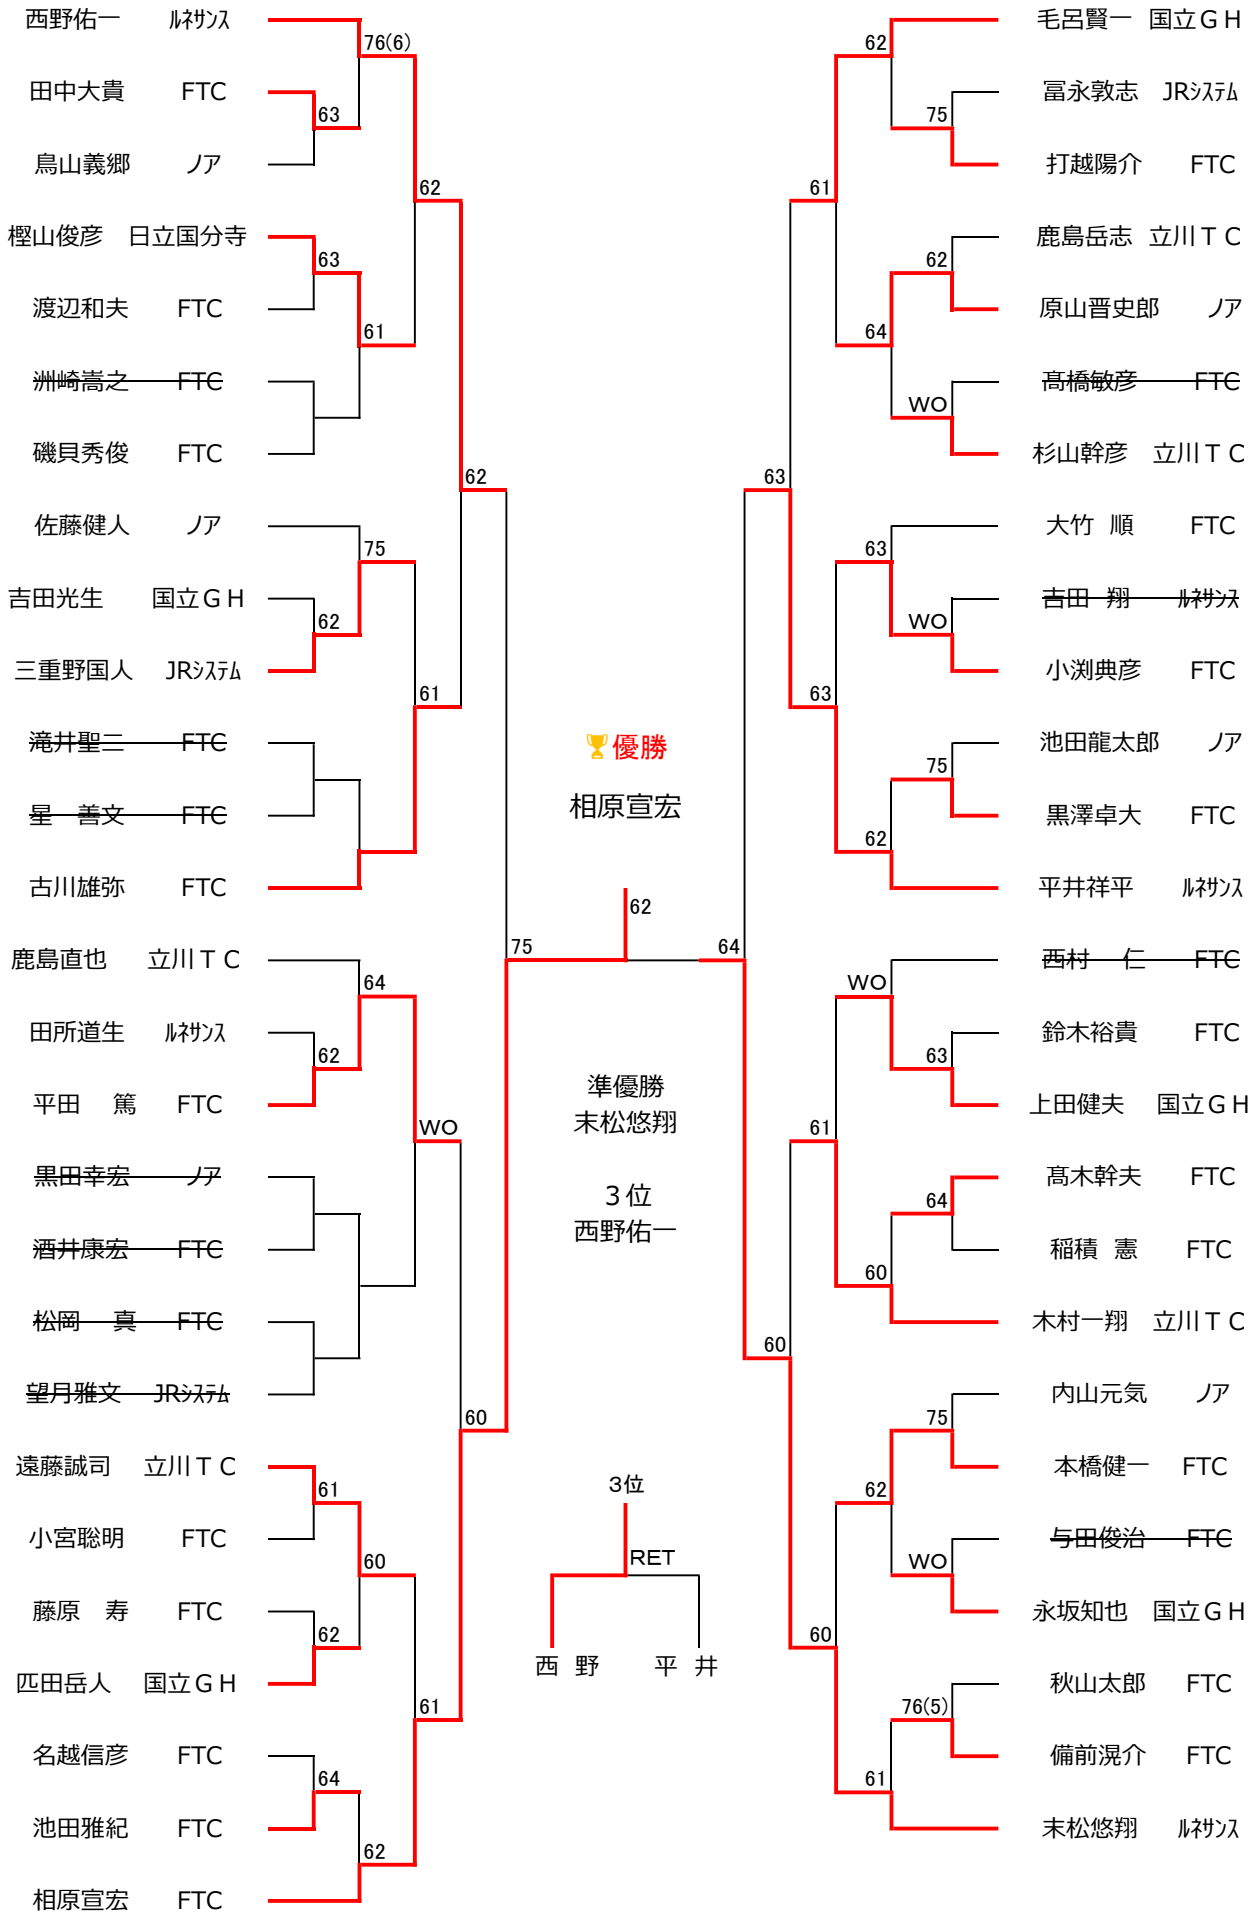 西野佑一 ルネサンス
76(6)
田中大貴 FTC
63
鳥山義郷 ノア
62
樫山俊彦 日立国分寺
63
渡辺和夫 FTC
61
洲崎嵩之 FTC
磯貝秀俊 FTC
62
佐藤健人 ノア
75
吉田光生 国立GH
62
三重野国人 JRシステム
61
滝井聖二 FTC
星 善文 FTC
古川雄弥 FTC
75
鹿島直也 立川TC
64
田所道生 ルネサンス
62
平田 篤 FTC
WO
黒田幸宏 ノア
酒井康宏 FTC
松岡 真 FTC
望月雅文 JRシステム
60
遠藤誠司 立川TC
61
小宮聡明 FTC
60
藤原 寿 FTC
62
匹田岳人 国立GH
61
名越信彦 FTC
64
池田雅紀 FTC
62
相原宣宏 FTC
優勝
相原宣宏
62
準優勝
末松悠翔
3位
西野佑一
3位
RET
西野 平井
毛呂賢一 国立GH
62
冨永敦志 JRシステム
75
打越陽介 FTC
61
鹿島岳志 立川TC
62
原山晋史郎 ノア
64
髙橋敏彦 FTC
WO
杉山幹彦 立川TC
63
大竹 順 FTC
63
吉田 翔 ルネサンス
WO
小渕典彦 FTC
63
池田龍太郎 ノア
75
黒澤卓大 FTC
62
平井祥平 ルネサンス
64
西村 仁 FTC
WO
鈴木裕貴 FTC
63
上田健夫 国立GH
61
髙木幹夫 FTC
64
稲積 憲 FTC
60
木村一翔 立川TC
60
内山元気 ノア
75
本橋健一 FTC
62
与田俊治 FTC
WO
永坂知也 国立GH
60
秋山太郎 FTC
76(5)
備前滉介 FTC
61
末松悠翔 ルネサンス